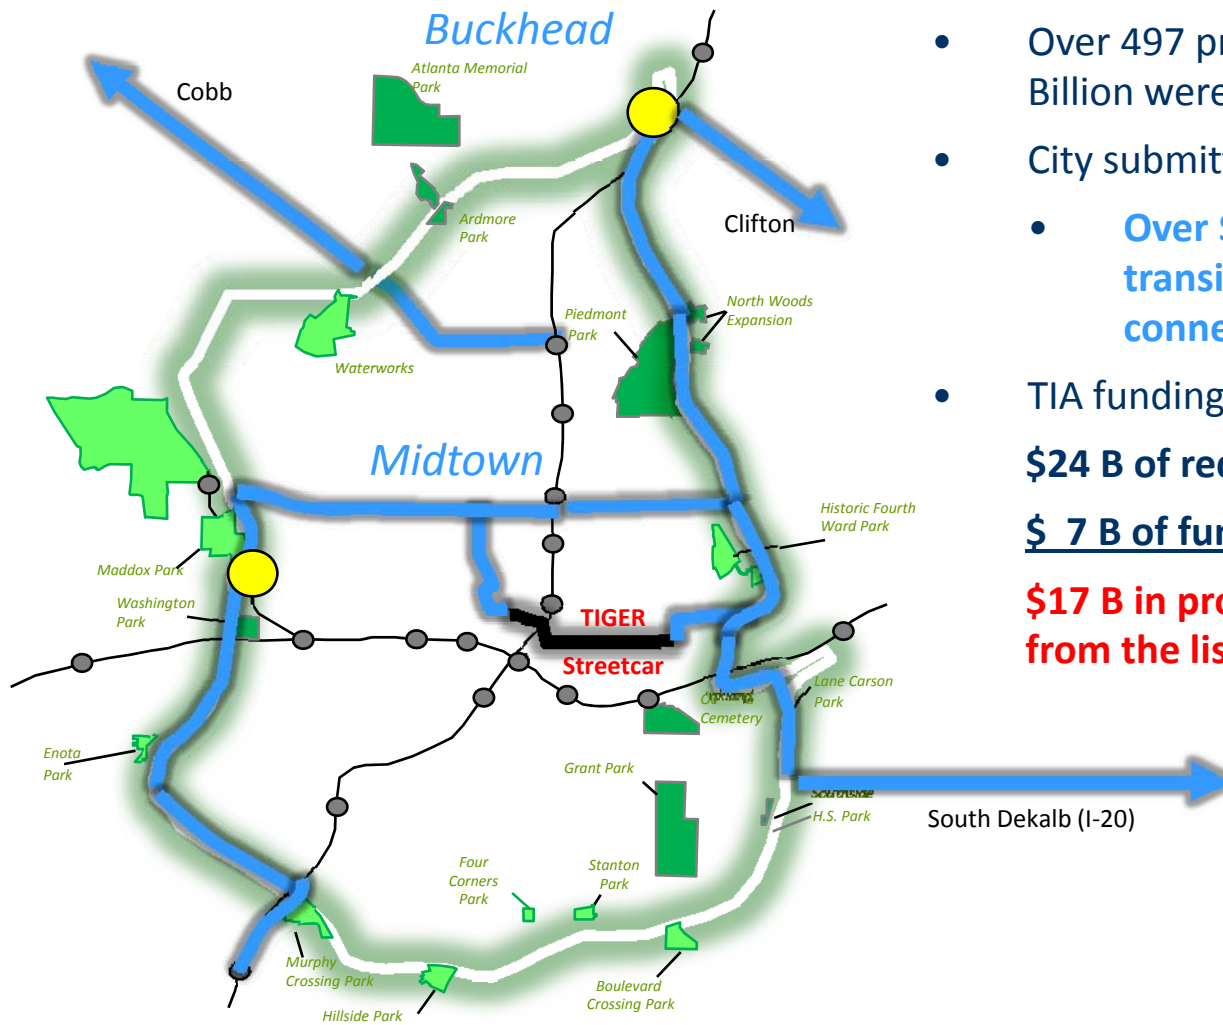 Buckhead
Atlanta Memorial
Park
Cobb
Ardmore
Park
Clifton
North Woods
Expansion
Piedmont
Park
Waterworks
Midtown
Historic Fourth
Ward Park
Maddox Park
Washington
Park
TIGER
Streetcar
Lane Carson
Park
Cemetery
Enota
Park
Grant Park
H.S. Park
South Dekalb (I-20)
Four
Corners
Park
Stanton
Park
Murphy
Crossing Park
Hillside Park
Boulevard
Crossing Park
• Over 497 pr
Billion were
• City submit
• Over $
transi
conne
• TIA funding
$24 B of re
$ 7 B of fu
$17 B in pro
from the lis